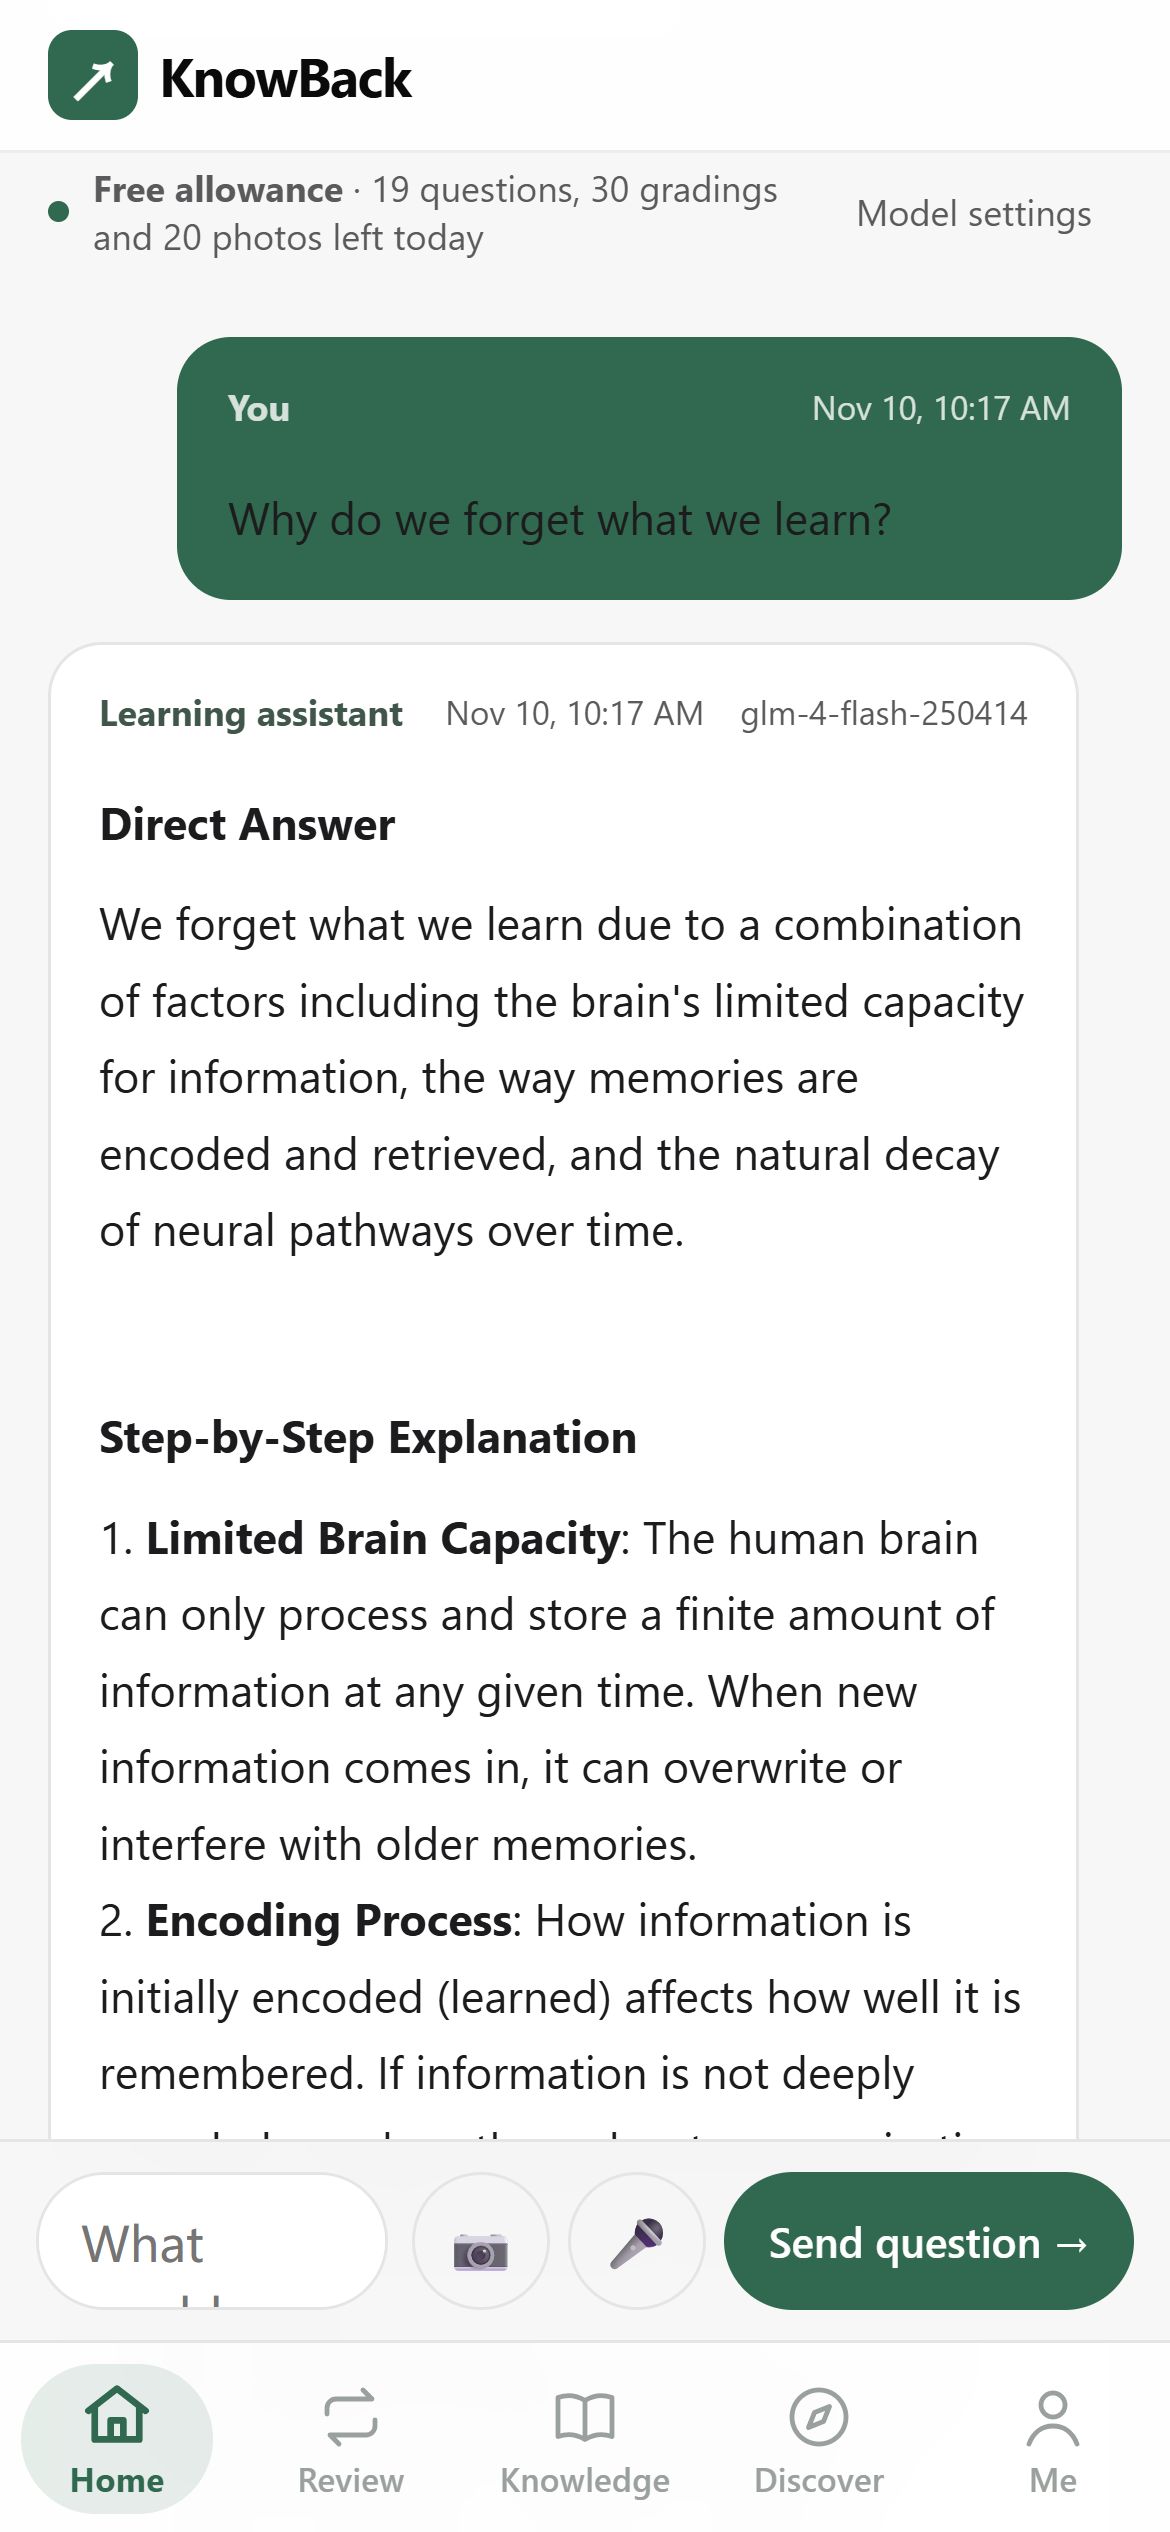 KnowBack
Free allowance · 19 questions, 30 gradings
and 20 photos left today
Model settings
You
Nov 10, 10:17 AM
Why do we forget what we learn?
Learning assistant
Nov 10, 10:17 AM
glm-4-flash-250414
Direct Answer
We forget what we learn due to a combination
of factors including the brain's limited capacity
for information, the way memories are
encoded and retrieved, and the natural decay
of neural pathways over time.
Step-by-Step Explanation
1. Limited Brain Capacity: The human brain
can only process and store a finite amount of
information at any given time. When new
information comes in, it can overwrite or
interfere with older memories.
2. Encoding Process: How information is
initially encoded (learned) affects how well it is
remembered. If information is not deeply
What
Send question →
Home
Review
Knowledge
Discover
Me